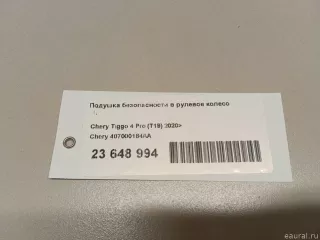 Подушка безопасности в рулевое колесо
Chery Tiggo 4 Pro (T19) 2020>
Chery 407000184AA
23 648 994
eaural.ru